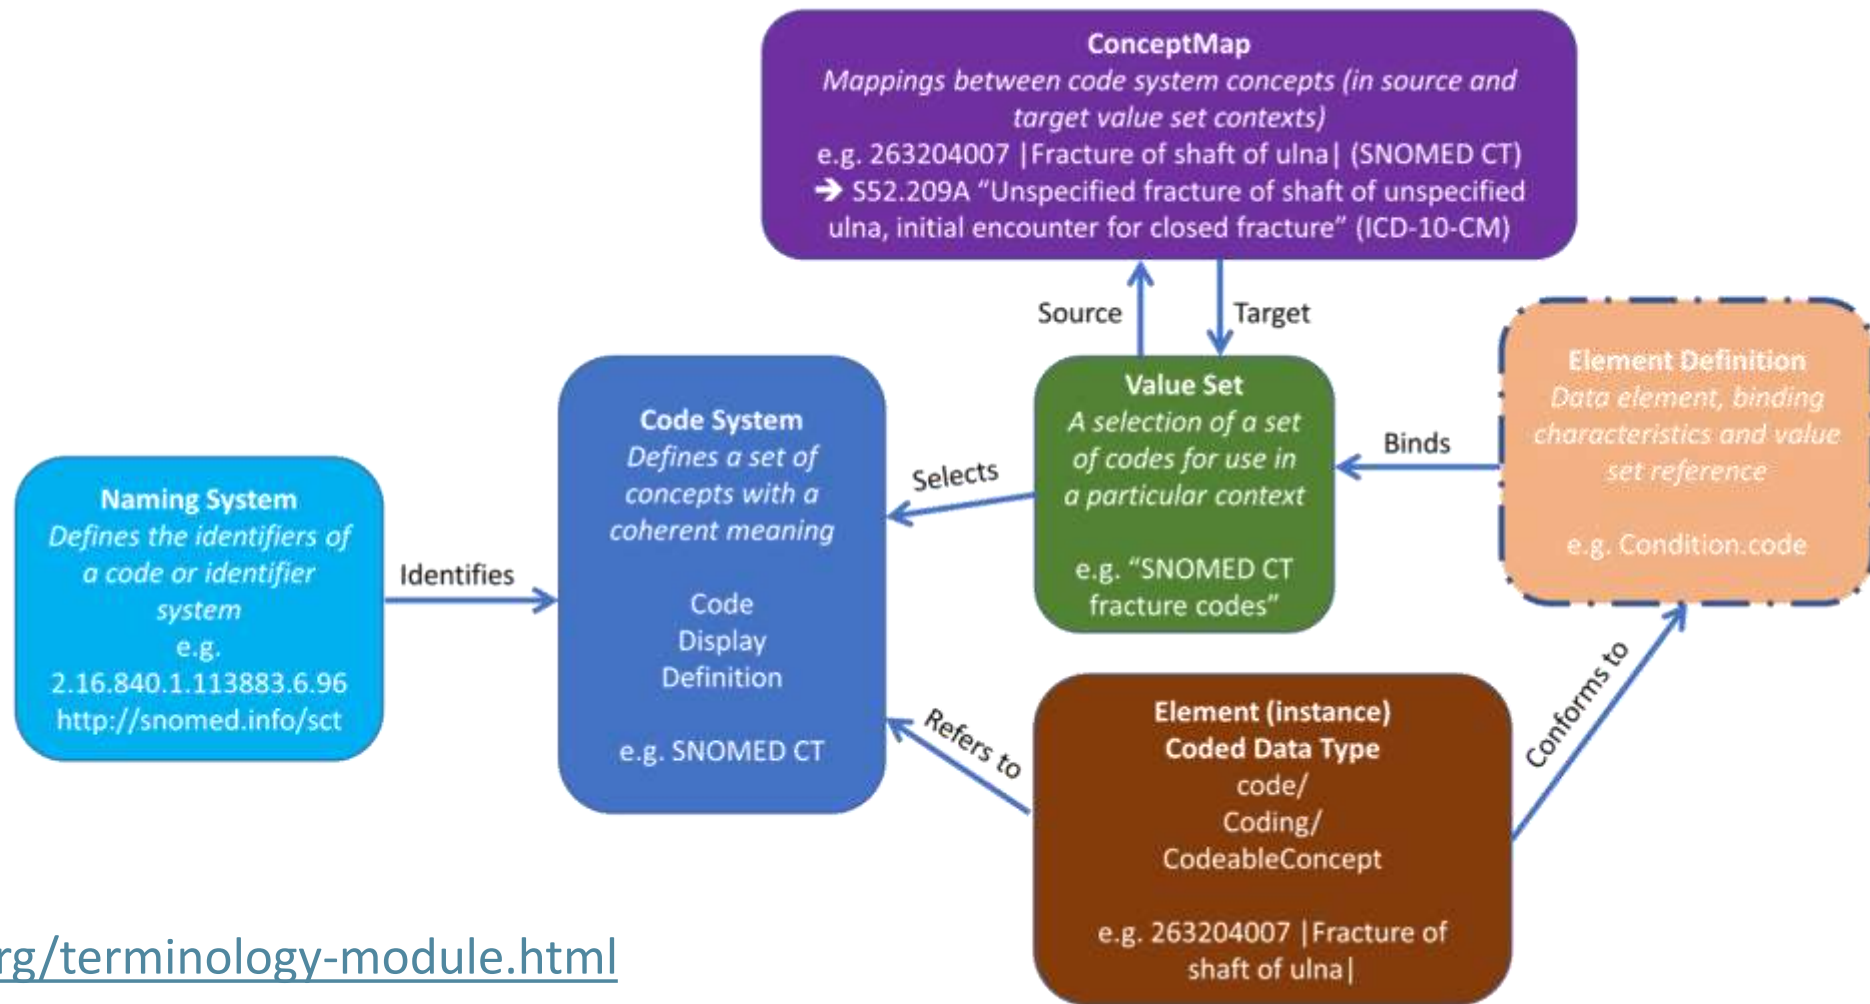 ConceptMap
Mappings between code system concepts (in source and
target value set contexts)
e.g. 263204007 |Fracture of shaft of ulna| (SNOMED CT)
➔ S52.209A “Unspecified fracture of shaft of unspecified
ulna, initial encounter for closed fracture” (ICD-10-CM)
Source
Target
Naming System
Defines the identifiers of
a code or identifier
system
e.g.
2.16.840.1.113883.6.96
http://snomed.info/sct
Identifies
Code System
Defines a set of
concepts with a
coherent meaning
Code
Display
Definition
e.g. SNOMED CT
Selects
Value Set
A selection of a set
of codes for use in
a particular context
e.g. “SNOMED CT
fracture codes”
Binds
Element Definition
Data element, binding
characteristics and value
set reference
e.g. Condition.code
Refers to
Element (instance)
Coded Data Type
code/
Coding/
CodeableConcept
e.g. 263204007 |Fracture of
shaft of ulna|
Conforms to
rg/terminology-module.html